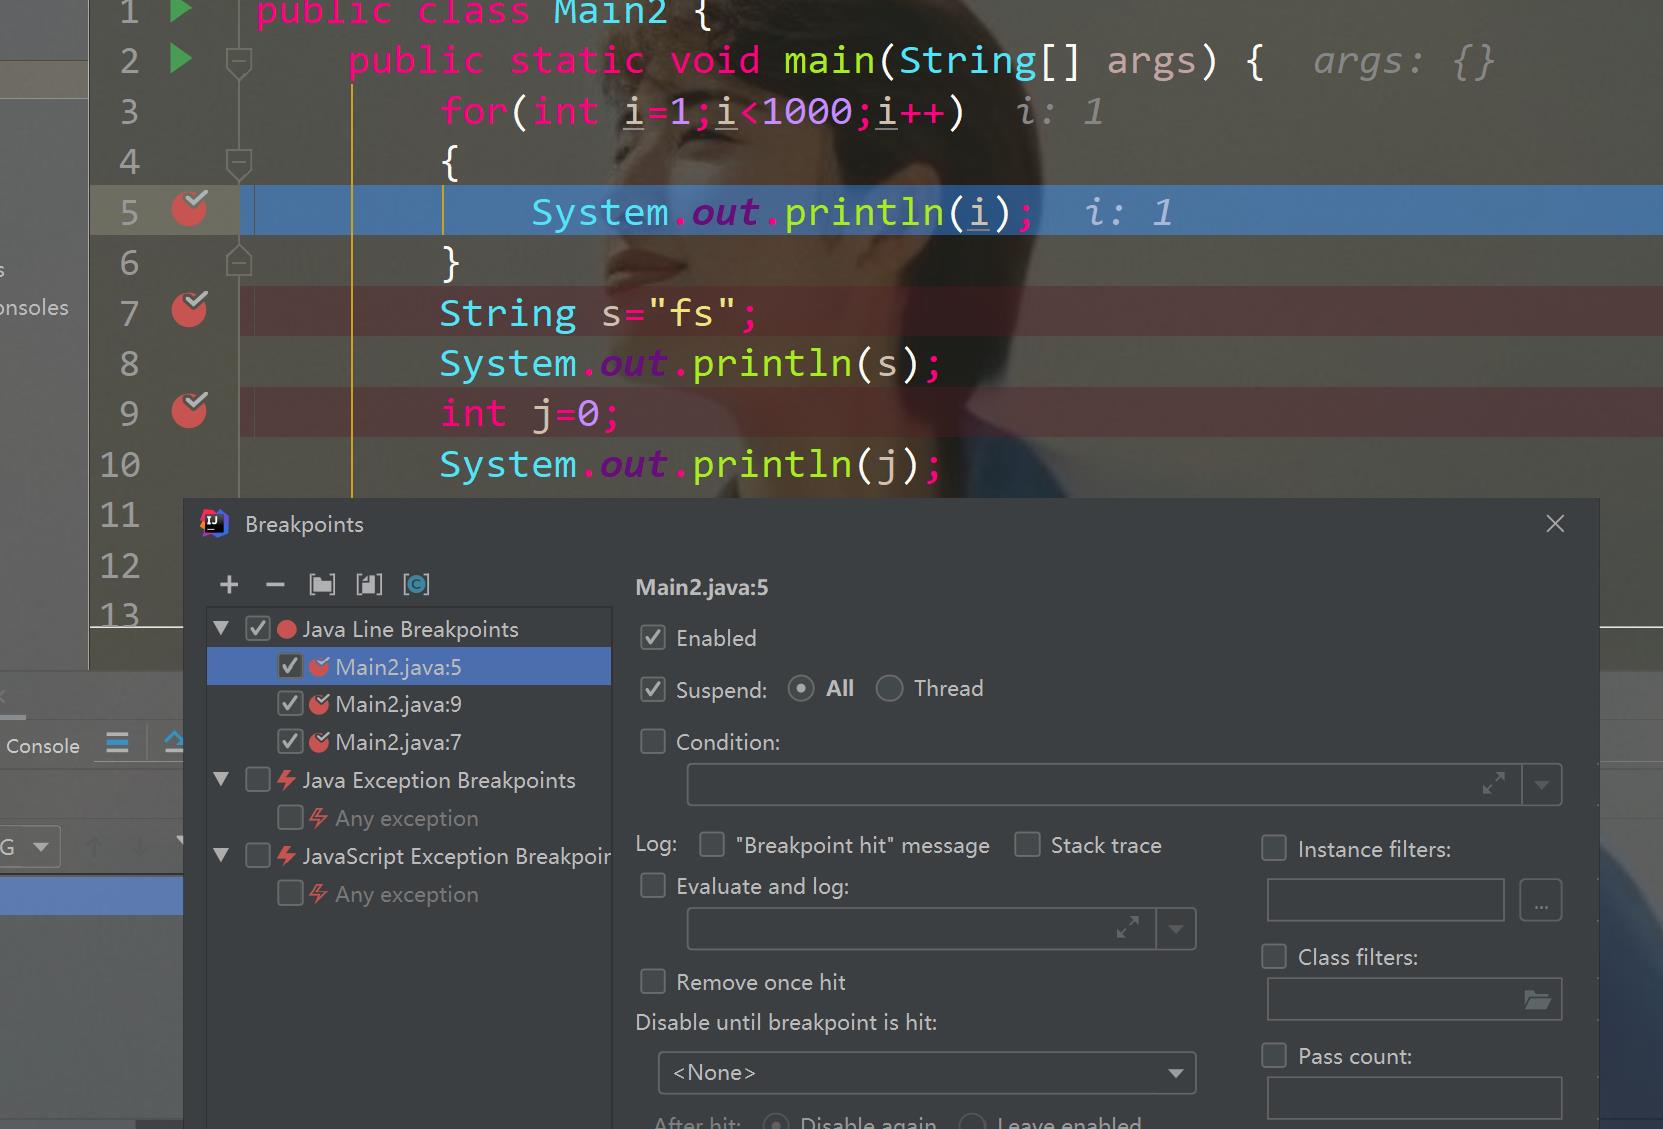 1 public class Main2 {
2 public static void main(String[] args) { args: {}
3 for(int i=1;i<1000;i++) i: 1
4 {
5 System.out.println(i); i: 1
6 }
7 String s="fs";
8 System.out.println(s);
9 int j=0;
10 System.out.println(j);
11
12
13
s
onsoles
Console
G
Breakpoints
Java Line Breakpoints
Main2.java:5
Main2.java:9
Main2.java:7
Java Exception Breakpoints
Any exception
JavaScript Exception Breakpoin
Any exception
Main2.java:5
Enabled
Suspend: All Thread
Condition:
Log: "Breakpoint hit" message Stack trace
Evaluate and log:
Remove once hit
Disable until breakpoint is hit:
<None>
After hit: Disable again Leave enabled
Instance filters:
...
Class filters:
Pass count: